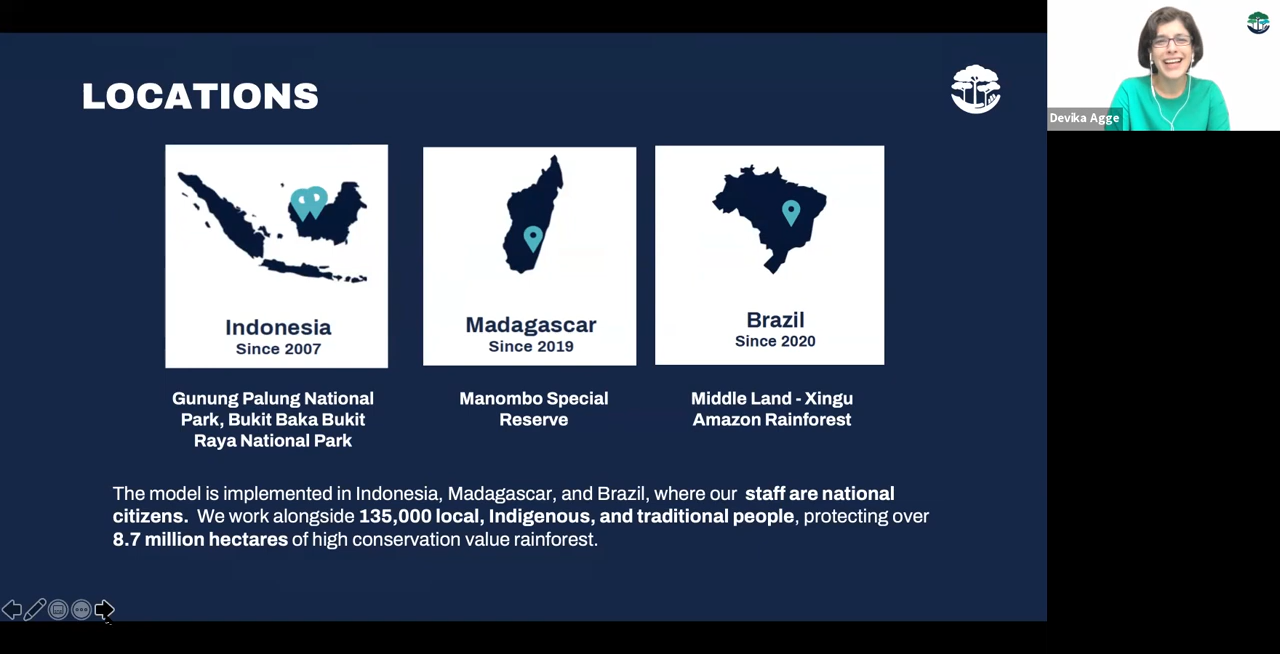 LOCATIONS
Devika Agge
Indonesia
Since 2007
Madagascar
Since 2019
Brazil
Since 2020
Gunung Palung National
Park, Bukit Baka Bukit
Raya National Park
Manombo Special
Reserve
Middle Land - Xingu
Amazon Rainforest
The model is implemented in Indonesia, Madagascar, and Brazil, where our staff are national
citizens. We work alongside 135,000 local, Indigenous, and traditional people, protecting over
8.7 million hectares of high conservation value rainforest.